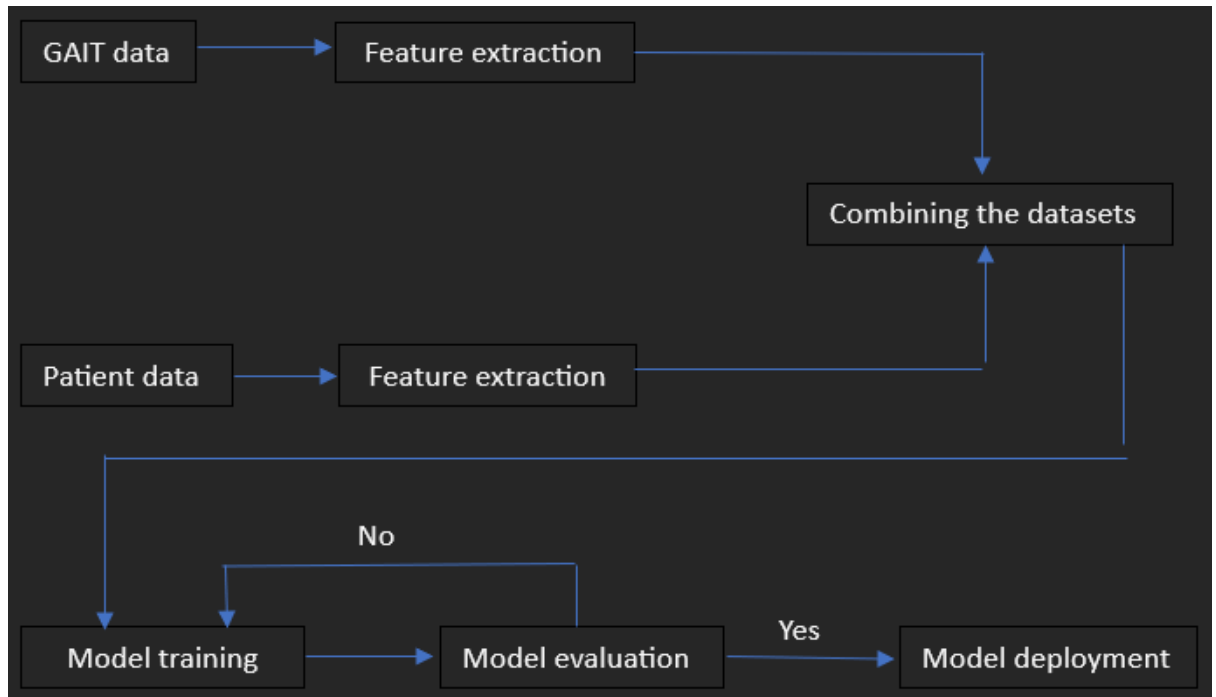 GAIT data
Feature extraction
Combining the datasets
Patient data
Feature extraction
No
Model training
Model evaluation
Yes
Model deployment